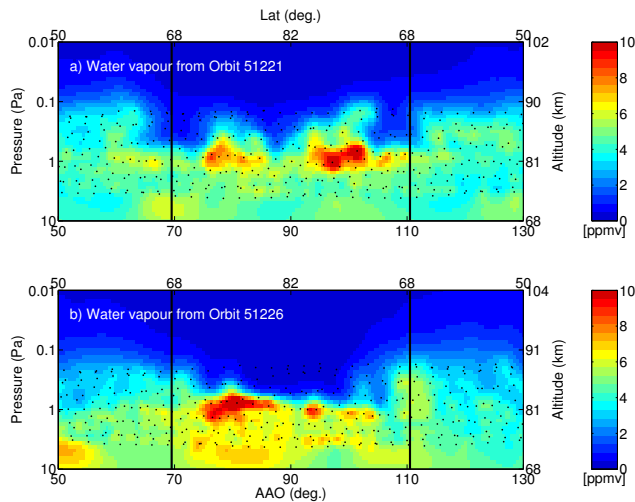 Lat (deg.)
50 68 82 68 50
0.01 102 10
a) Water vapour from Orbit 51221
8
0.1 90
6
Pressure (Pa) Altitude (km)
4
1 81
2
10 68 0
50 70 90 110 130 [ppmv]
50 68 82 68 50
0.01 104 10
b) Water vapour from Orbit 51226
8
0.1 91
6
Pressure (Pa) Altitude (km)
4
1 81
2
10 68 0
50 70 90 110 130 [ppmv]
AAO (deg.)